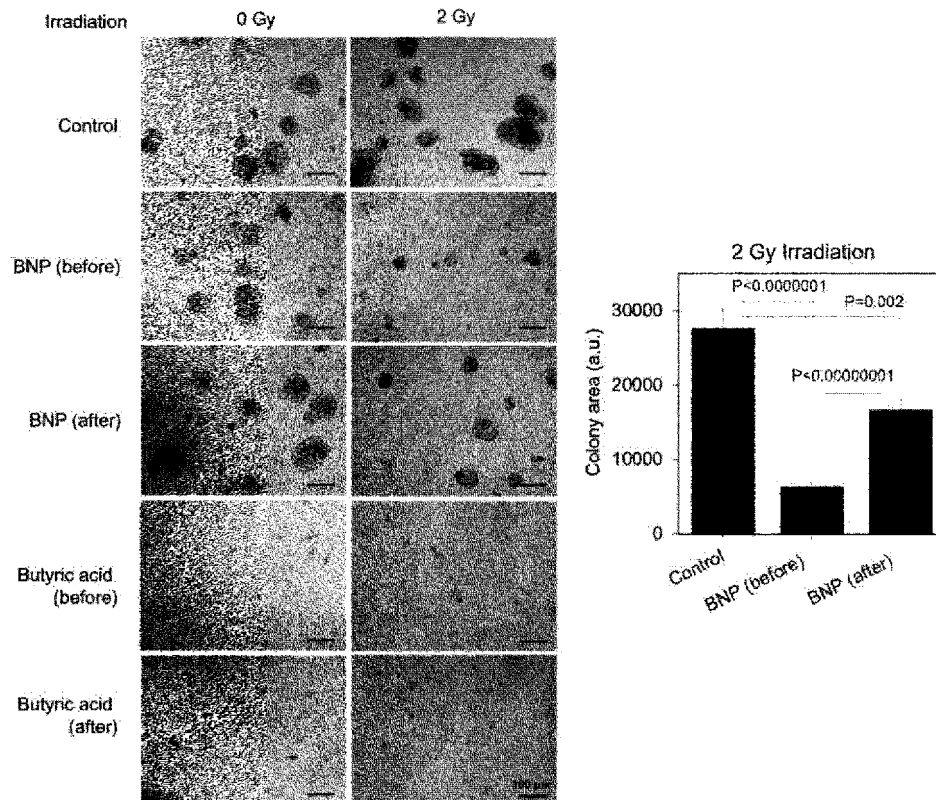 Irradiation 0 Gy 2 Gy
Control
BNP (before)
BNP (after)
Butyric acid
(before)
Butyric acid
(after)
2 Gy Irradiation
P<0.0000001
P=0.002
P<0.00000001
Colony area (a.u.)
30000
20000
10000
0
Control
BNP (before)
BNP (after)